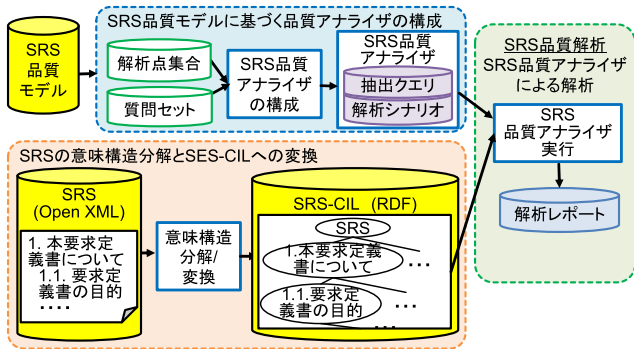 SRS
品質
モデル
SRS品質モデルに基づく品質アナライザの構成
解析点集合
質問セット
SRS品質
アナライザ
の構成
SRS品質
アナライザ
抽出クエリ
解析シナリオ
SRS品質解析
SRS品質アナライザ
による解析
SRS
品質アナライザ
実行
解析レポート
SRSの意味構造分解とSES-CILへの変換
SRS
(Open XML)
1. 本要求定
義書について
1.1. 要求定
義書の目的
‥‥
意味構造
分解/
変換
SRS-CIL (RDF)
SRS
1.本要求定
義書について
…
1.1.要求定
義書の目的
…